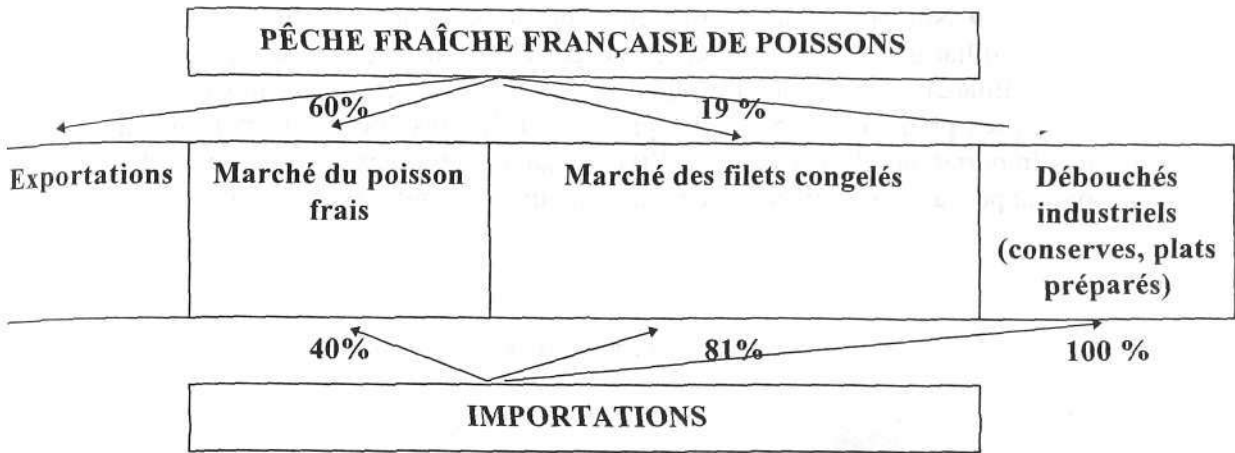 PÊCHE FRAÎCHE FRANÇAISE DE POISSONS
60%
19 %
Exportations
Marché du poisson
frais
Marché des filets congelés
Débouchés
industriels
(conserves, plats
préparés)
40%
81%
100 %
IMPORTATIONS